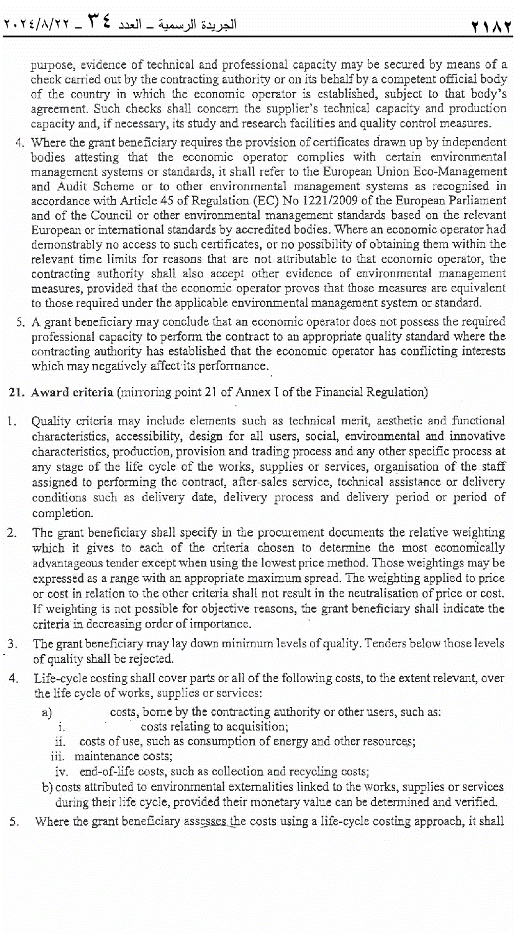 ٢١٨٢ الجريدة الرسمية – العدد ٣٤ – ٢٠٢٤/٨/٢٢
purpose, evidence of technical and professional capacity may be secured by means of a
check carried out by the contracting authority or on its behalf by a competent official body
of the country in which the economic operator is established, subject to that body's
agreement. Such checks shall concern the supplier's technical capacity and production
capacity and, if necessary, its study and research facilities and quality control measures.
4. Where the grant beneficiary requires the provision of certificates drawn up by independent
bodies attesting that the economic operator complies with certain environmental
management systems or standards, it shall refer to the European Union Eco-Management
and Audit Scheme or to other environmental management systems as recognised in
accordance with Article 45 of Regulation (EC) No 1221/2009 of the European Parliament
and of the Council or other environmental management standards based on the relevant
European or international standards by accredited bodies. Where an economic operator had
demonstrably no access to such certificates, or no possibility of obtaining them within the
relevant time limits for reasons that are not attributable to that economic operator, the
contracting authority shall also accept other evidence of environmental management
measures, provided that the economic operator proves that those measures are equivalent
to those required under the applicable environmental management system or standard.
5. A grant beneficiary may conclude that an economic operator does not possess the required
professional capacity to perform the contract to an appropriate quality standard where the
contracting authority has established that the economic operator has conflicting interests
which may negatively affect its performance.
21. Award criteria (mirroring point 21 of Annex I of the Financial Regulation)
1. Quality criteria may include elements such as technical merit, aesthetic and functional
characteristics, accessibility, design for all users, social, environmental and innovative
characteristics, production, provision and trading process and any other specific process at
any stage of the life cycle of the works, supplies or services, organisation of the staff
assigned to performing the contract, after-sales service, technical assistance or delivery
conditions such as delivery date, delivery process and delivery period or period of
completion.
2. The grant beneficiary shall specify in the procurement documents the relative weighting
which it gives to each of the criteria chosen to determine the most economically
advantageous tender except when using the lowest price method. Those weightings may be
expressed as a range with an appropriate maximum spread. The weighting applied to price
or cost in relation to the other criteria shall not result in the neutralisation of price or cost.
If weighting is not possible for objective reasons, the grant beneficiary shall indicate the
criteria in decreasing order of importance.
3. The grant beneficiary may lay down minimum levels of quality. Tenders below those levels
of quality shall be rejected.
4. Life-cycle costing shall cover parts or all of the following costs, to the extent relevant, over
the life cycle of works, supplies or services:
a) costs, borne by the contracting authority or other users, such as:
i. costs relating to acquisition;
ii. costs of use, such as consumption of energy and other resources;
iii. maintenance costs;
iv. end-of-life costs, such as collection and recycling costs;
b) costs attributed to environmental externalities linked to the works, supplies or services
during their life cycle, provided their monetary value can be determined and verified.
5. Where the grant beneficiary assesses the costs using a life-cycle costing approach, it shall